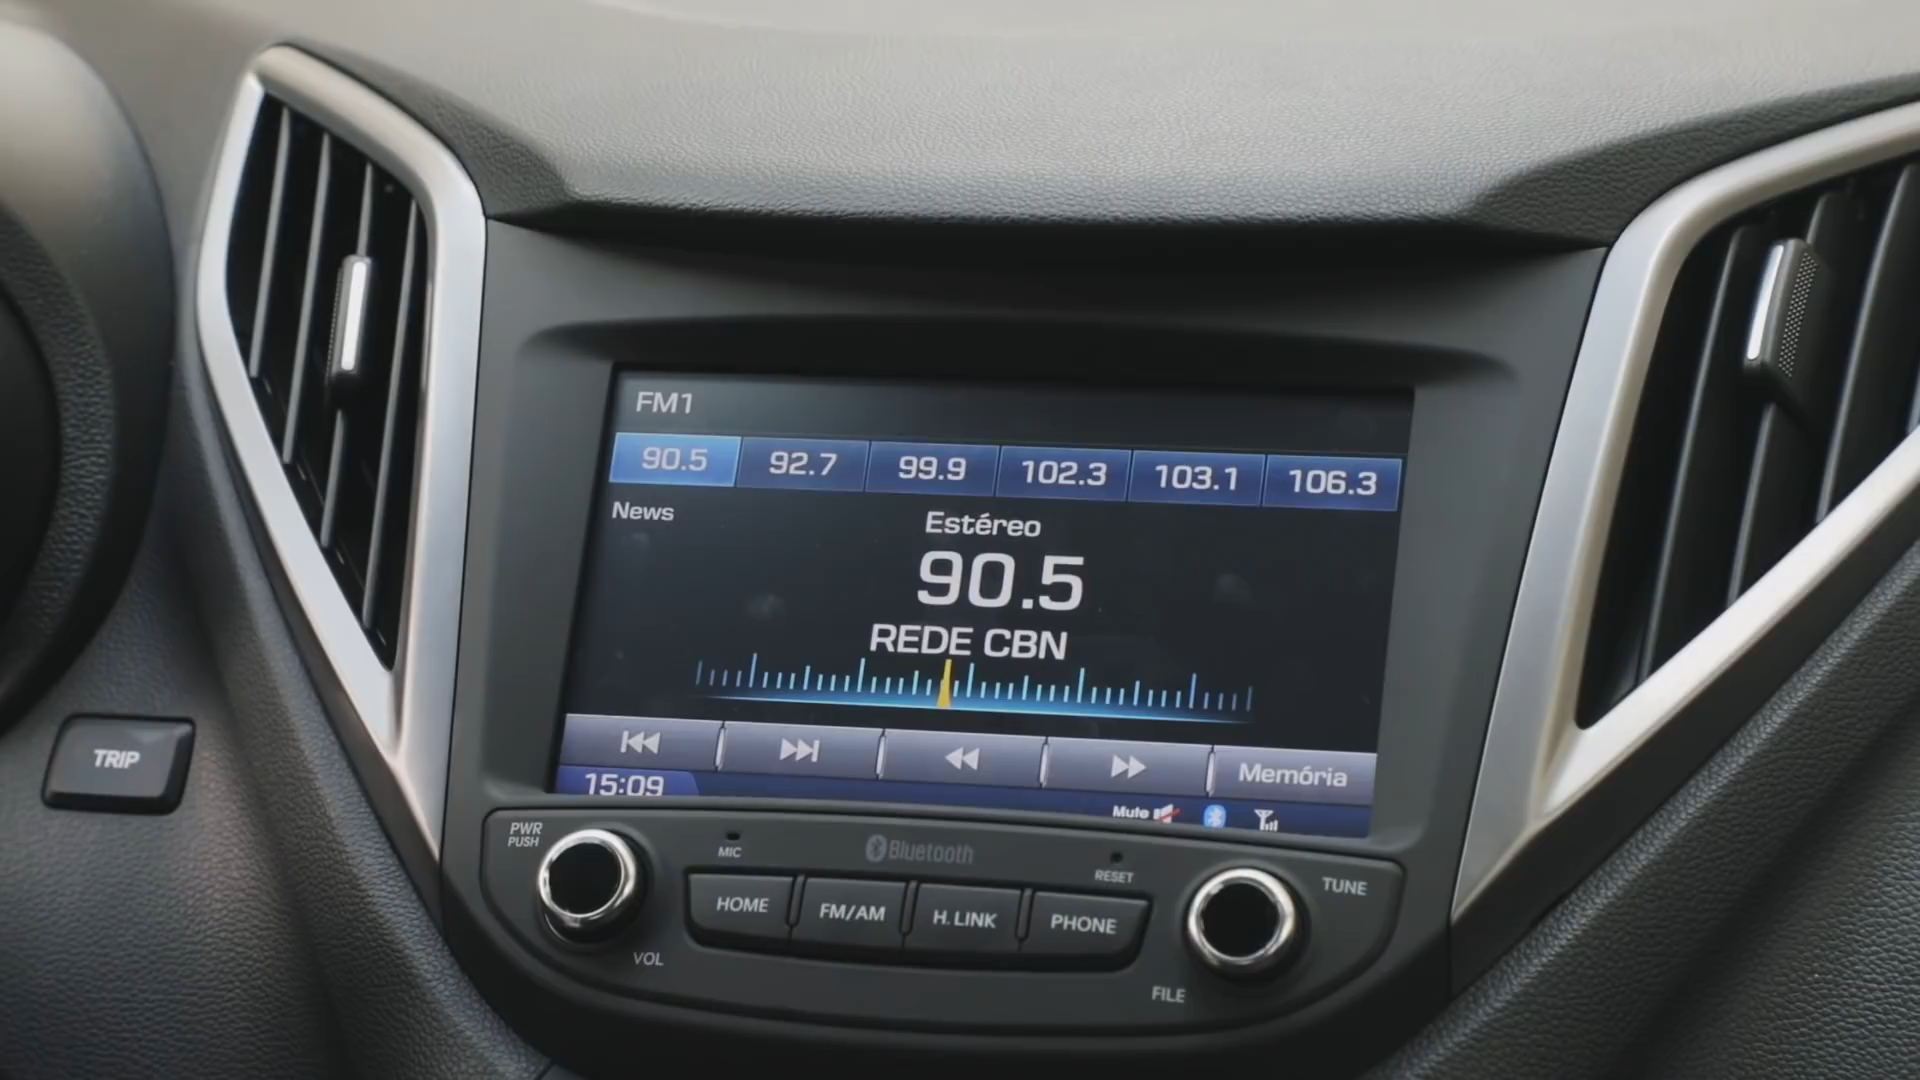 FM1
90.5 92.7 99.9 102.3 103.1 106.3
News
Estéreo
90.5
REDE CBN
Memória
15:09
Mute
TRIP
PWR
PUSH
MIC
Bluetooth
RESET
TUNE
HOME FM/AM H.LINK PHONE
VOL
FILE